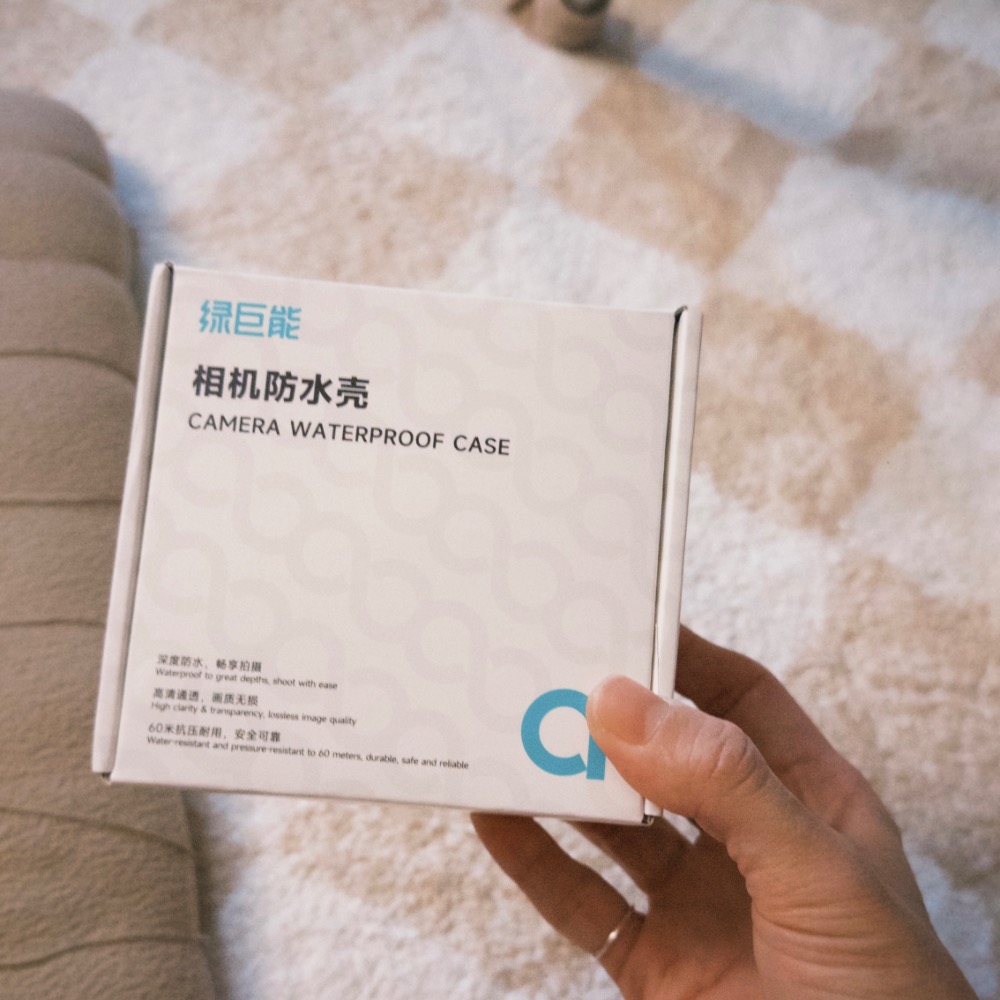 绿巨能
相机防水壳
CAMERA WATERPROOF CASE
深度防水，畅享拍摄
Waterproof to great depths, shoot with ease
高清通透，画质无损
High clarity & transparency, lossless image quality
60米抗压耐用，安全可靠
Water-resistant and pressure-resistant to 60 meters, durable, safe and reliable